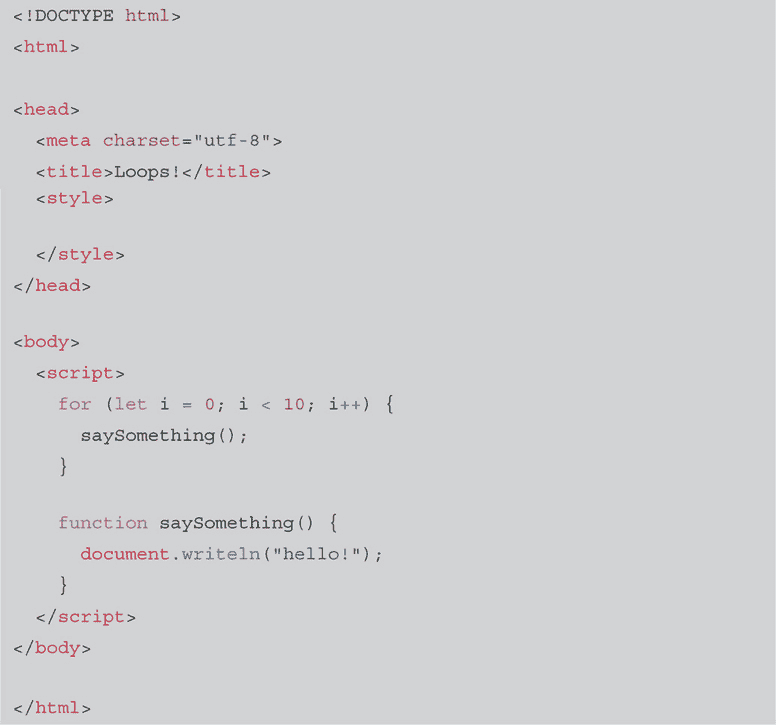 <!DOCTYPE html>
<html>
<head>
  <meta charset="utf-8">
  <title>Loops!</title>
  <style>
  </style>
</head>
<body>
  <script>
    for (let i = 0; i < 10; i++) {
      saySomething();
    }
    function saySomething() {
      document.writeln("hello!");
    }
  </script>
</body>
</html>